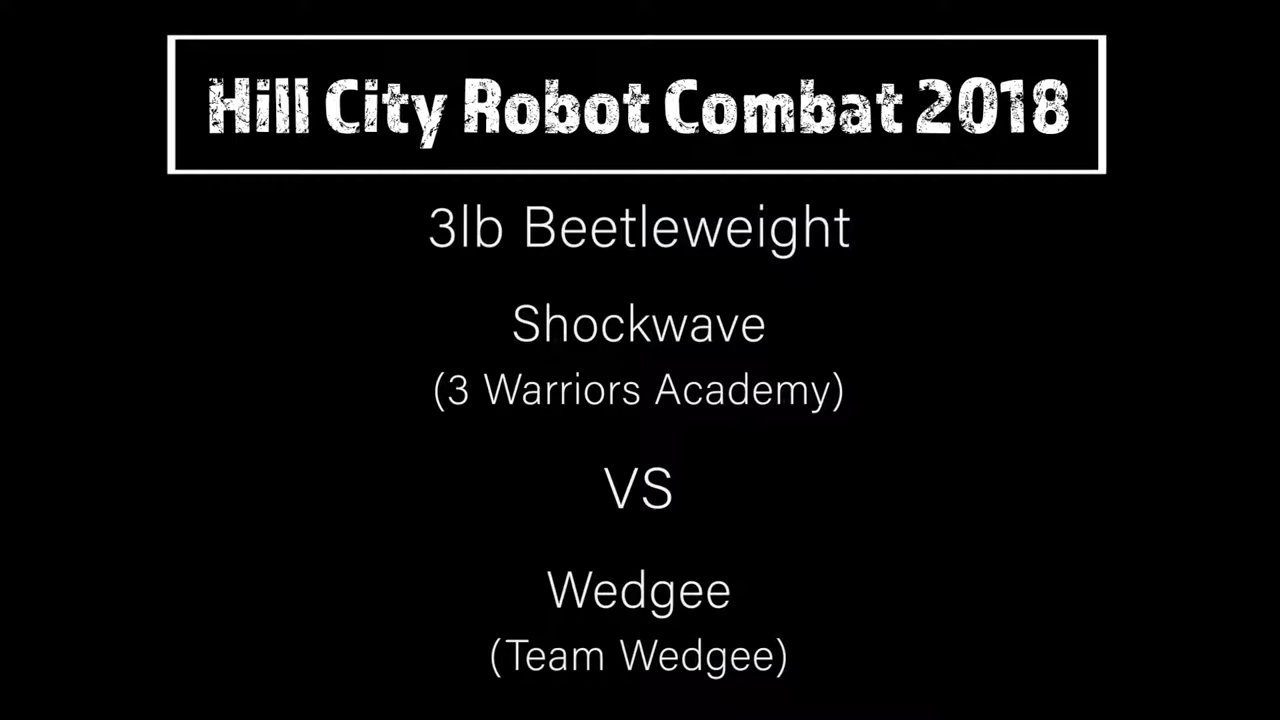 Hill City Robot Combat 2018
3lb Beetleweight
Shockwave
(3 Warriors Academy)
VS
Wedgee
(Team Wedgee)